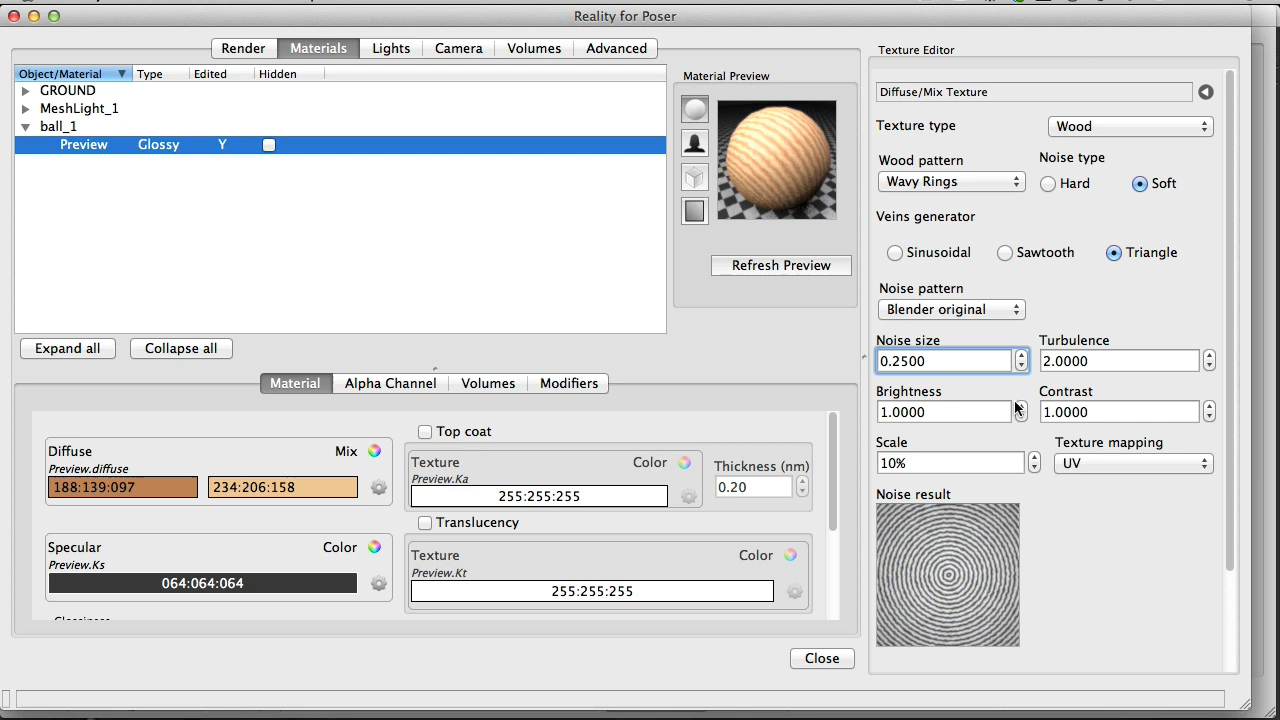 Reality for Poser
Render Materials Lights Camera Volumes Advanced
Object/Material Type Edited Hidden
GROUND
MeshLight_1
ball_1
Preview Glossy Y
Material Preview
Refresh Preview
Expand all Collapse all
Material Alpha Channel Volumes Modifiers
Diffuse Mix
Preview.diffuse
188:139:097 234:206:158
Specular Color
Preview.Ks
064:064:064
Top coat
Texture Color
Preview.Ka
255:255:255
Thickness (nm)
0.20
Translucency
Texture Color
Preview.Kt
255:255:255
Close
Texture Editor
Diffuse/Mix Texture
Texture type Wood
Wood pattern Noise type
Wavy Rings Hard Soft
Veins generator
Sinusoidal Sawtooth Triangle
Noise pattern
Blender original
Noise size Turbulence
0.2500 2.0000
Brightness Contrast
1.0000 1.0000
Scale Texture mapping
10% UV
Noise result